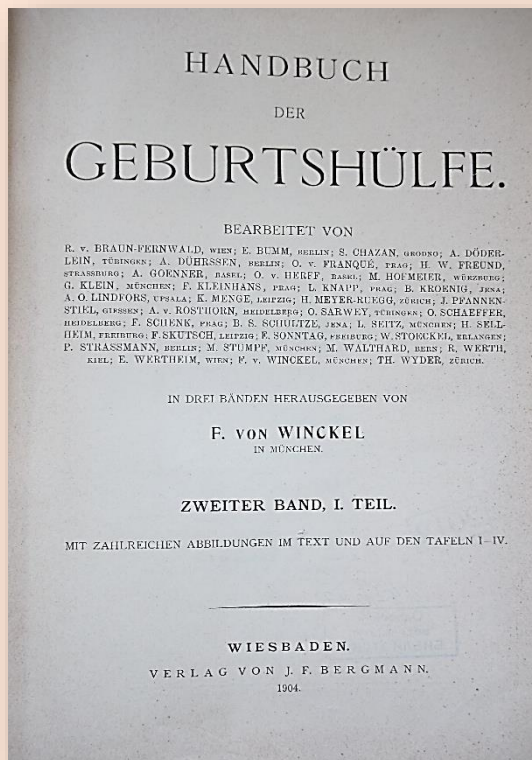 HANDBUCH
DER
GEBURTSHÜLFE.
BEARBEITET VON
R. v. BRAUN-FERNWALD, WIEN; E. BUMM, BERLIN; S. CHAZAN, GRODNO; A. DÖDER-
LEIN, TÜBINGEN; A. DÜHRSSEN, BERLIN; O. v. FRANQUÉ, PRAG; H. W. FREUND,
STRASSBURG; A. GOENNER, BASEL; O. v. HERFF, BASEL; M. HOFMEIER, WÜRZBURG;
G. KLEIN, MÜNCHEN; F. KLEINHANS, PRAG; L. KNAPP, PRAG; B. KROENIG, JENA;
A. O. LINDFORS, UPSALA; K. MENGE, LEIPZIG; H. MEYER-RUEGG, ZÜRICH; J. PFANNEN-
STIEL, GIESSEN; A. v. ROSTHORN, HEIDELBERG; O. SARWEY, TÜBINGEN; O. SCHAEFFER,
HEIDELBERG; F. SCHENK, PRAG; B. S. SCHULTZE, JENA; L. SEITZ, MÜNCHEN; H. SELL-
HEIM, FREIBURG; F. SKUTSCH, LEIPZIG; E. SONNTAG, FREIBURG; W. STOECKEL, ERLANGEN;
P. STRASSMANN, BERLIN; M. STUMPF, MÜNCHEN; M. WALTHARD, BERN; R. WERTH,
KIEL; E. WERTHEIM, WIEN; F. v. WINCKEL, MÜNCHEN; TH. WYDER, ZÜRICH.
IN DREI BÄNDEN HERAUSGEGEBEN VON
F. VON WINCKEL
IN MÜNCHEN.
ZWEITER BAND, I. TEIL.
MIT ZAHLREICHEN ABBILDUNGEN IM TEXT UND AUF DEN TAFELN I–IV.
WIESBADEN.
VERLAG VON J. F. BERGMANN.
1904.